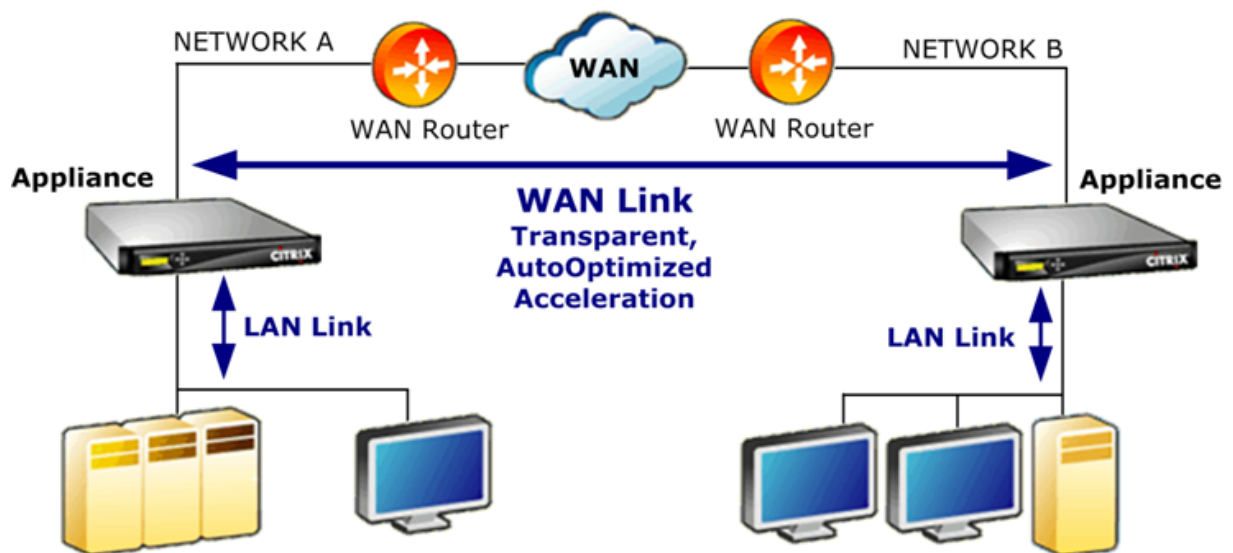 NETWORK A
WAN
NETWORK B
WAN Router
WAN Router
Appliance
Appliance
WAN Link
Transparent,
AutoOptimized
Acceleration
CITRIX
CITRIX
LAN Link
LAN Link